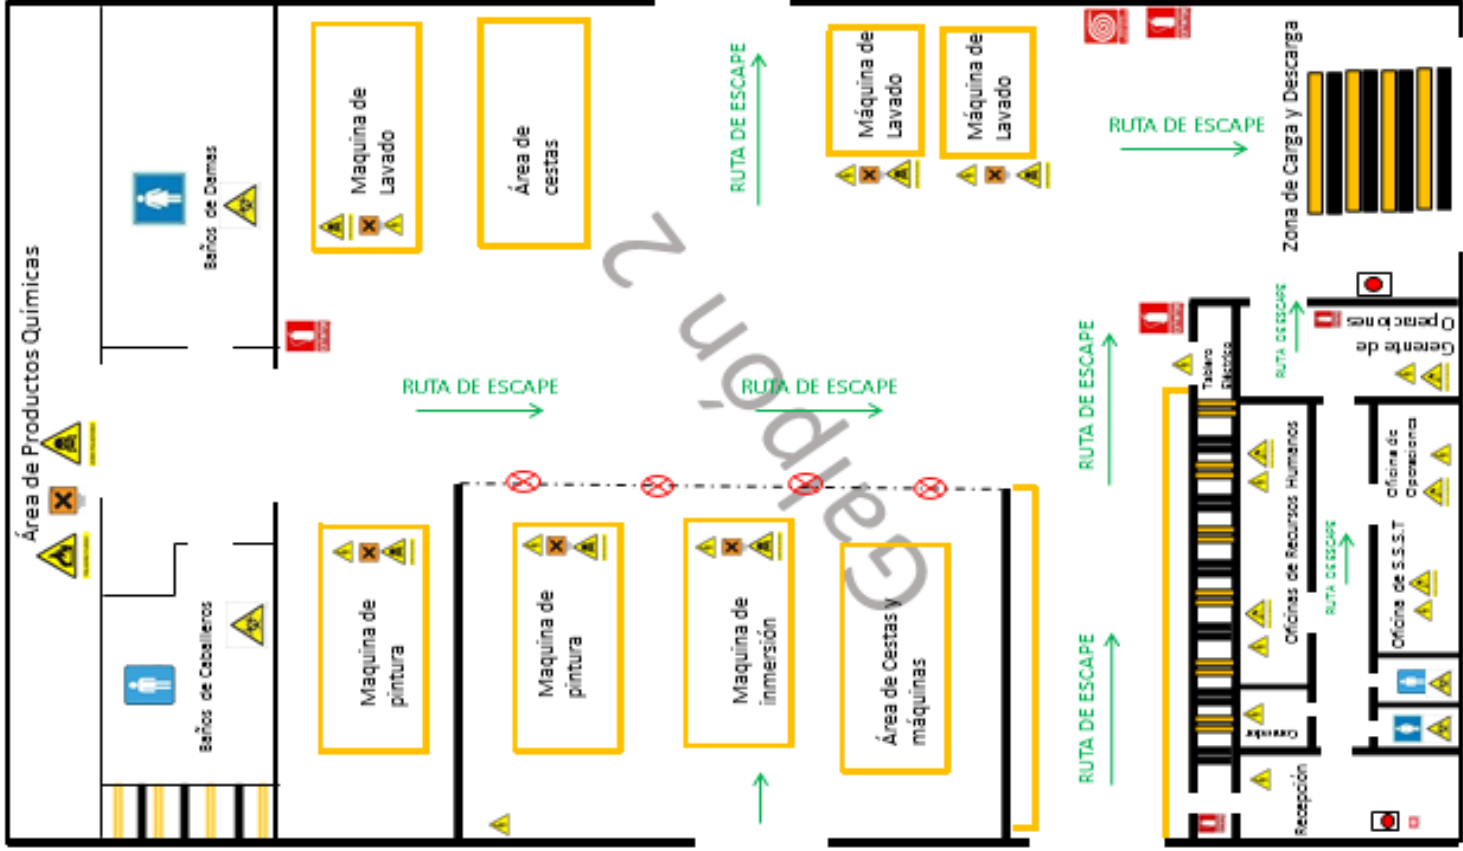 Área de Productos Químicas
Baños de Damas
Baños de Caballeros
Maquina de
Lavado
Área de
cestas
RUTA DE ESCAPE
Máquina de
Lavado
Máquina de
Lavado
RUTA DE ESCAPE
Zona de Carga y Descarga
Galpón 2
RUTA DE ESCAPE
RUTA DE ESCAPE
RUTA DE ESCAPE
RUTA DE ESCAPE
Maquina de
pintura
Maquina de
pintura
Maquina de
inmersión
Área de Cestas y
máquinas
RUTA DE ESCAPE
Tablero
Eléctrico
Gerente de
Operaciones
Oficinas de Recursos Humanos
Oficina de
Operaciones
RUTA DE ESCAPE
Oficina de S.S.S.T
Comedor
Recepción